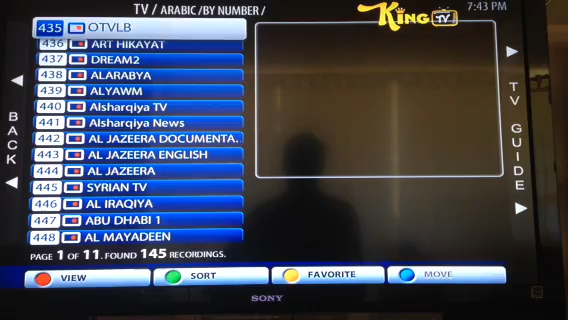 TV / ARABIC /BY NUMBER /
KING TV
7:43 PM
435 OTVLB
436 ART HIKAYAT
437 DREAM2
438 ALARABYA
439 ALYAWM
440 Alsharqiya TV
441 Alsharqiya News
442 AL JAZEERA DOCUMENTA..
443 AL JAZEERA ENGLISH
444 AL JAZEERA
445 SYRIAN TV
446 AL IRAQIYA
447 ABU DHABI 1
448 AL MAYADEEN
BACK
TV GUIDE
PAGE 1 OF 11. FOUND 145 RECORDINGS.
VIEW
SORT
FAVORITE
MOVE
SONY